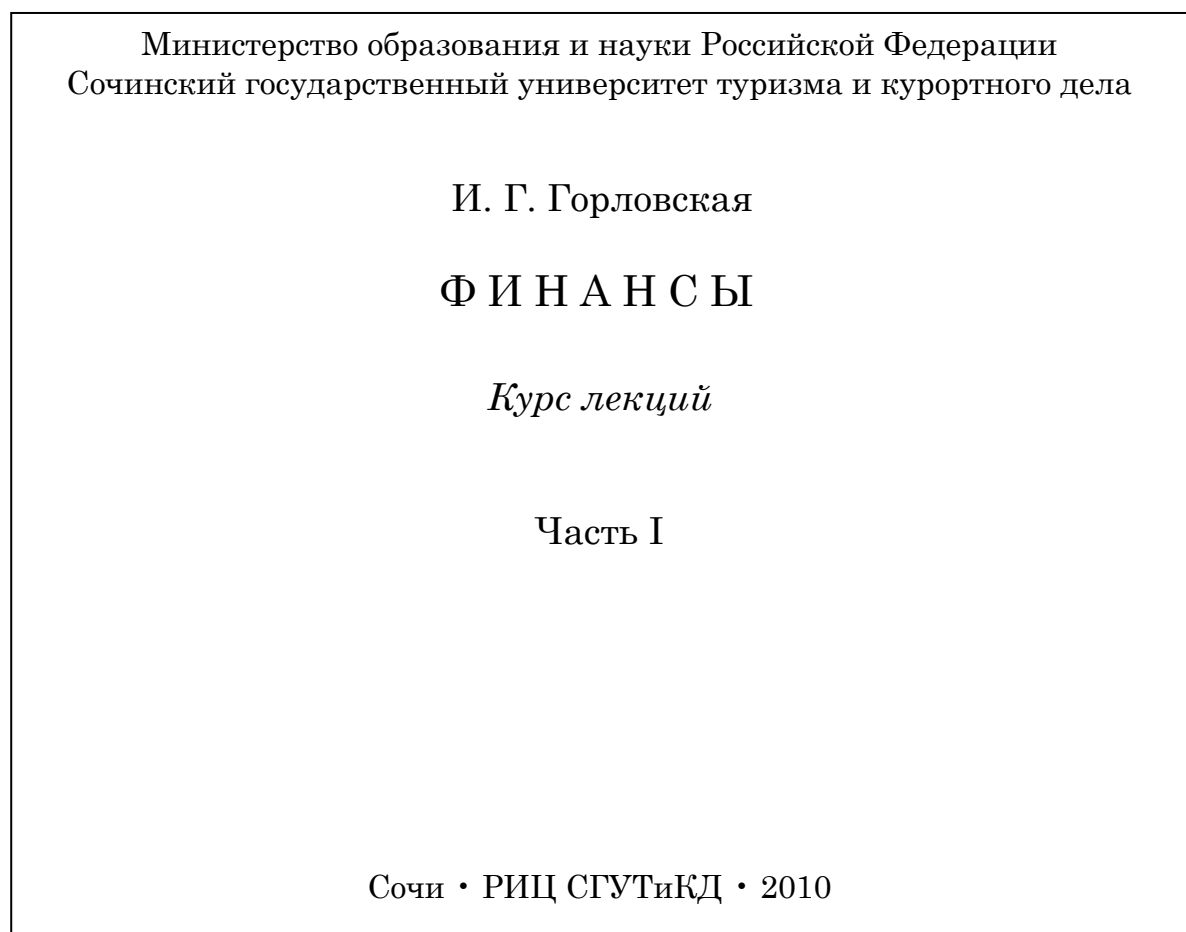 Министерство образования и науки Российской Федерации
Сочинский государственный университет туризма и курортного дела
И. Г. Горловская
Ф И Н А Н С Ы
Курс лекций
Часть I
Сочи • РИЦ СГУТиКД • 2010